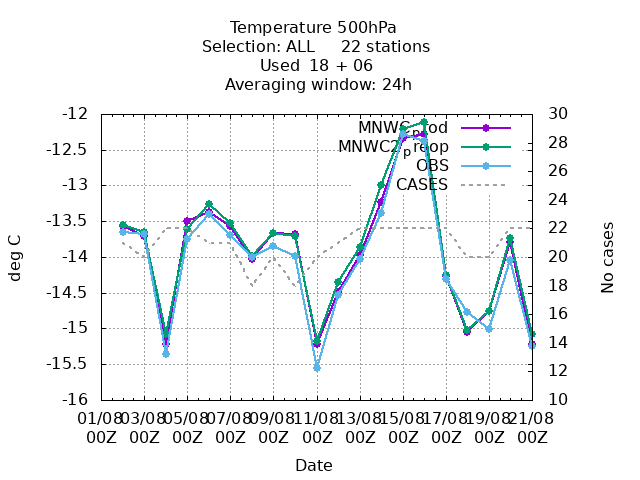 Temperature 500hPa
Selection: ALL 22 stations
Used 18 + 06
Averaging window: 24h
-12
-12.5
-13
-13.5
-14
-14.5
-15
-15.5
-16
deg C
MNWC_prod
MNWC2_preop
OBS
CASES
30
28
26
24
22
20
18
16
14
12
10
No cases
01/08 03/08 05/08 07/08 09/08 11/08 13/08 15/08 17/08 19/08 21/08
00Z 00Z 00Z 00Z 00Z 00Z 00Z 00Z 00Z 00Z 00Z
Date